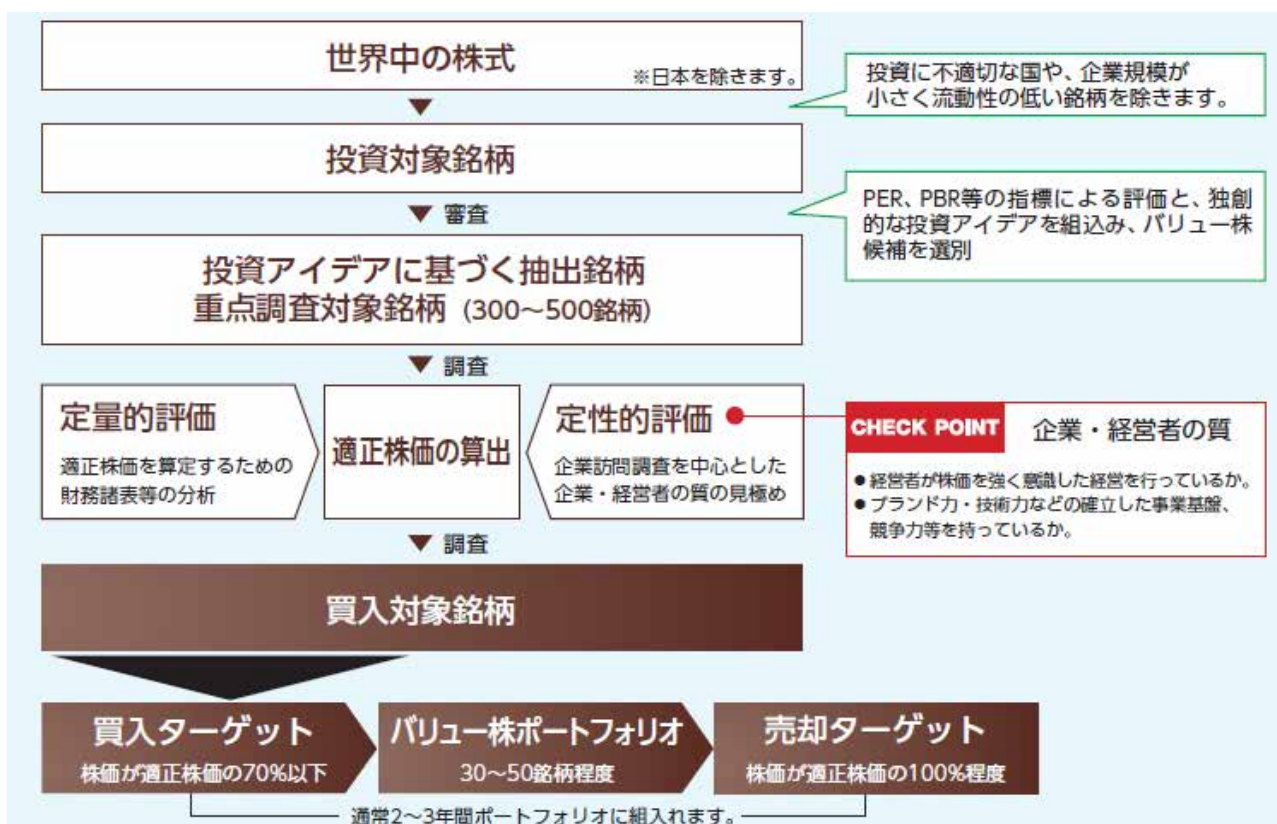 世界中の株式
※日本を除きます。
▼
投資に不適切な国や、企業規模が
小さく流動性の低い銘柄を除きます。
投資対象銘柄
▼ 審査
PER、PBR等の指標による評価と、独創
的な投資アイデアを組込み、バリュー株
候補を選別
投資アイデアに基づく抽出銘柄
重点調査対象銘柄 (300〜500銘柄)
▼ 調査
定量的評価
適正株価を算定するための
財務諸表等の分析
適正株価の算出
定性的評価
企業訪問調査を中心とした
企業・経営者の質の見極め
CHECK POINT 企業・経営者の質
●経営者が株価を強く意識した経営を行っているか。
●ブランド力・技術力などの確立した事業基盤、
競争力等を持っているか。
▼ 調査
買入対象銘柄
買入ターゲット
株価が適正株価の70%以下
バリュー株ポートフォリオ
30〜50銘柄程度
売却ターゲット
株価が適正株価の100%程度
通常2〜3年間ポートフォリオに組入れます。